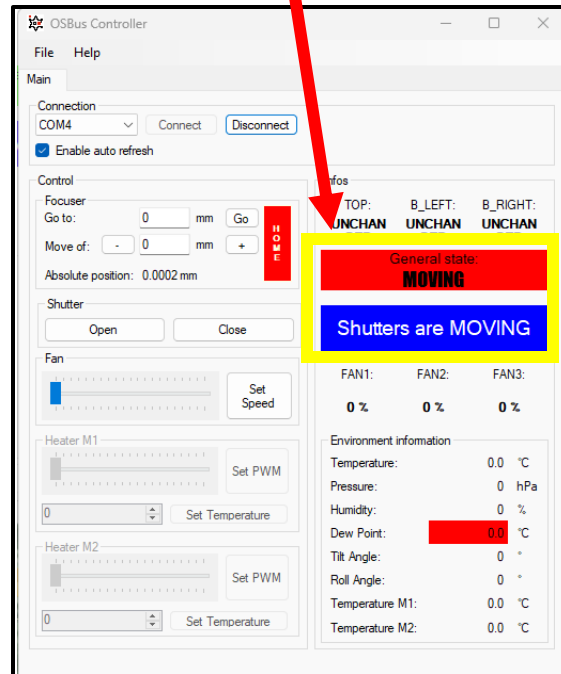 OSBus Controller
File Help
Main
Connection
COM4 Connect Disconnect
Enable auto refresh
Control
Focuser
Go to: 0 mm Go
Move of: - 0 mm +
HOME
Absolute position: 0.0002 mm
Shutter
Open Close
Fan
Set
Speed
Heater M1
Set PWM
0 Set Temperature
Heater M2
Set PWM
0 Set Temperature
Infos
TOP: B_LEFT: B_RIGHT:
UNCHAN UNCHAN UNCHAN
General state:
MOVING
Shutters are MOVING
FAN1: FAN2: FAN3:
0 % 0 % 0 %
Environment information
Temperature: 0.0 °C
Pressure: 0 hPa
Humidity: 0 %
Dew Point: 0.0 °C
Tilt Angle: 0 °
Roll Angle: 0 °
Temperature M1: 0.0 °C
Temperature M2: 0.0 °C